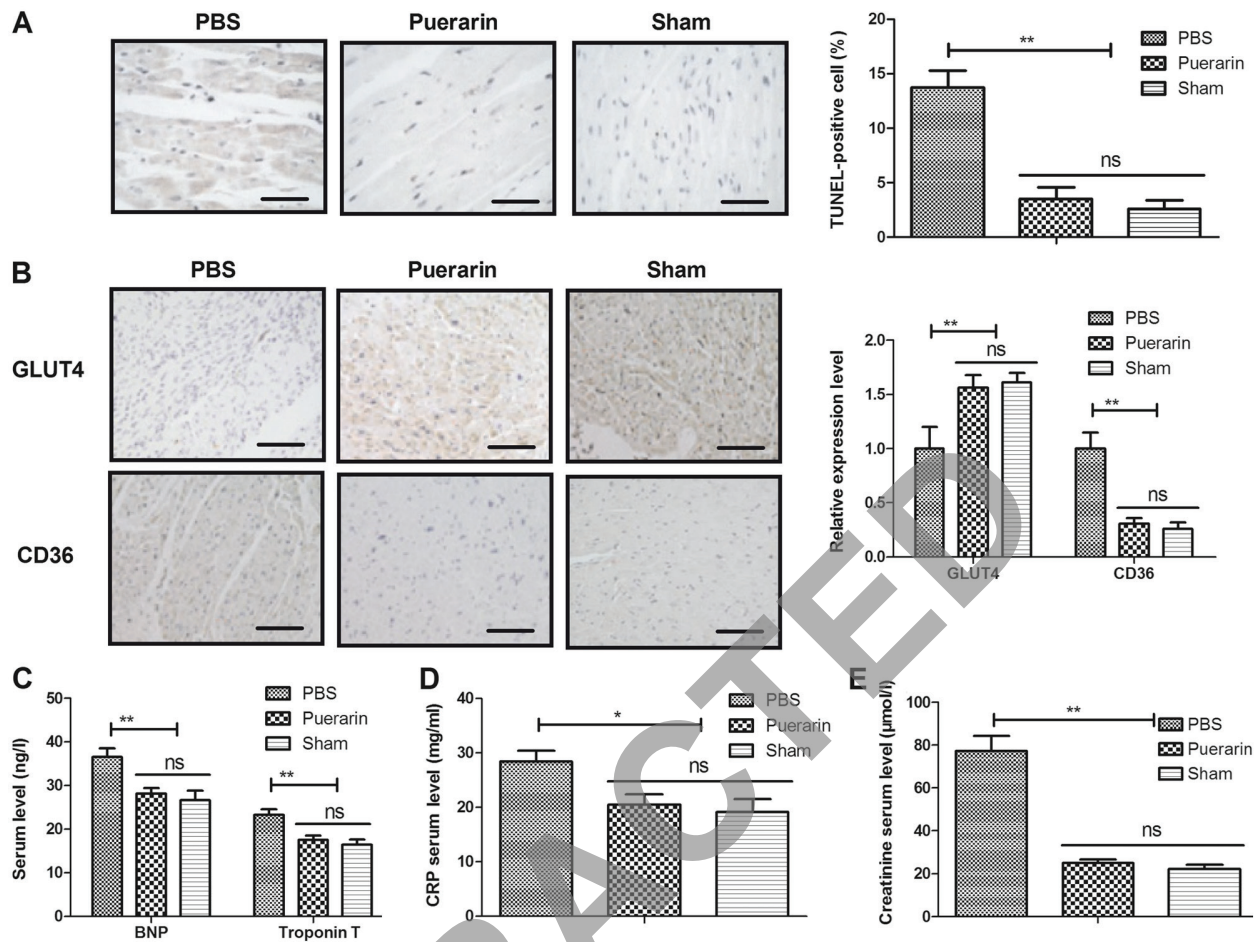 A
PBS
Puerarin
Sham
TUNEL-positive cell (%)
20
15
10
5
0
**
ns
PBS
Puerarin
Sham
B
PBS
Puerarin
Sham
GLUT4
CD36
Relative expression level
2.0
1.5
1.0
0.5
0.0
**
ns
**
ns
PBS
Puerarin
Sham
GLUT4
CD36
C
Serum level (ng/l)
50
40
30
20
10
0
**
ns
**
ns
PBS
Puerarin
Sham
BNP
Troponin T
D
CRP serum level (mg/ml)
40
30
20
10
0
*
ns
PBS
Puerarin
Sham
E
Creatinine serum level (µmol/l)
100
80
60
40
20
0
**
ns
PBS
Puerarin
Sham
RACTED